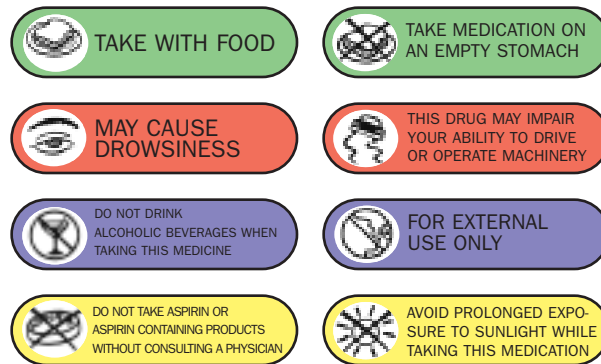 TAKE WITH FOOD
TAKE MEDICATION ON
AN EMPTY STOMACH
MAY CAUSE
DROWSINESS
THIS DRUG MAY IMPAIR
YOUR ABILITY TO DRIVE
OR OPERATE MACHINERY
DO NOT DRINK
ALCOHOLIC BEVERAGES WHEN
TAKING THIS MEDICINE
FOR EXTERNAL
USE ONLY
DO NOT TAKE ASPIRIN OR
ASPIRIN CONTAINING PRODUCTS
WITHOUT CONSULTING A PHYSICIAN
AVOID PROLONGED EXPO-
SURE TO SUNLIGHT WHILE
TAKING THIS MEDICATION